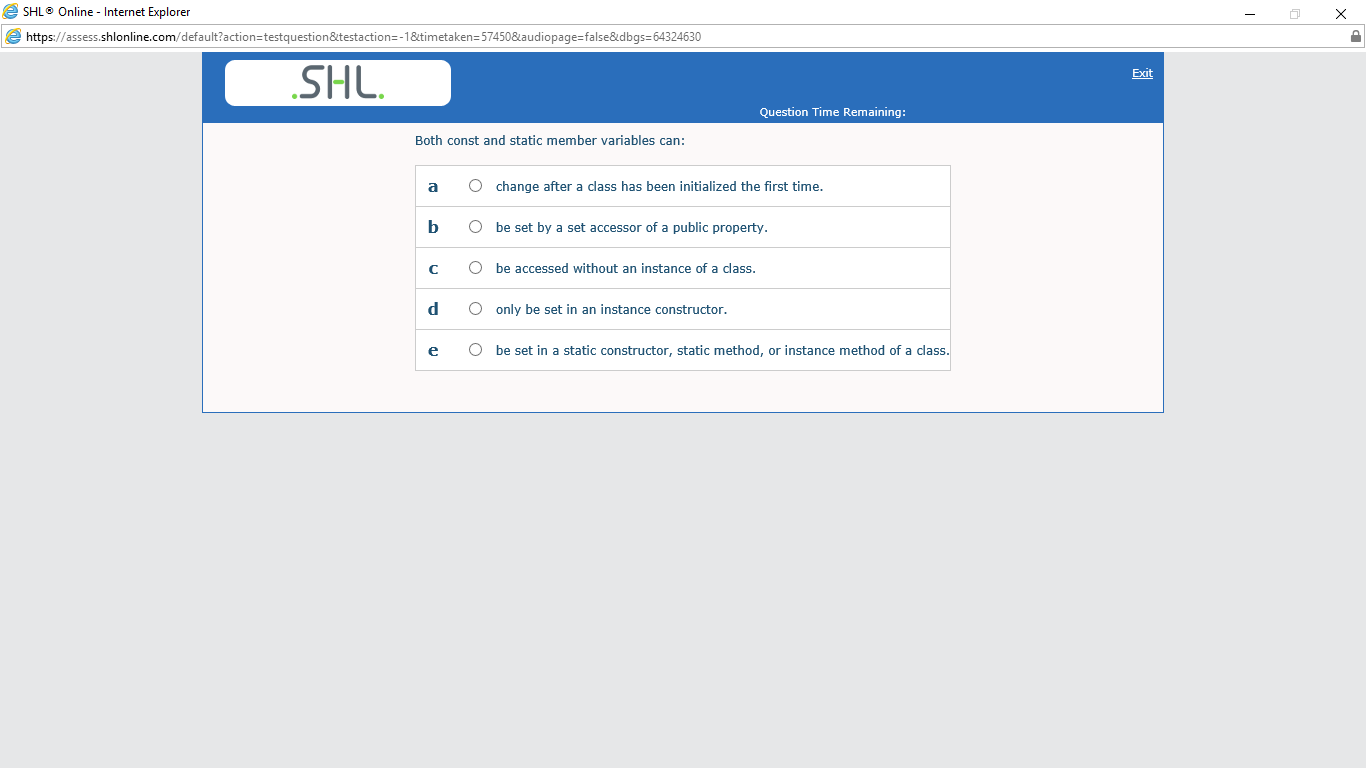 SHL® Online - Internet Explorer
https://assess.shlonline.com/default?action=testquestion&testaction=-1&timetaken=57450&audiopage=false&dbgs=64324630
.SHL.
Exit
Question Time Remaining:
Both const and static member variables can:
a change after a class has been initialized the first time.
b be set by a set accessor of a public property.
c be accessed without an instance of a class.
d only be set in an instance constructor.
e be set in a static constructor, static method, or instance method of a class.